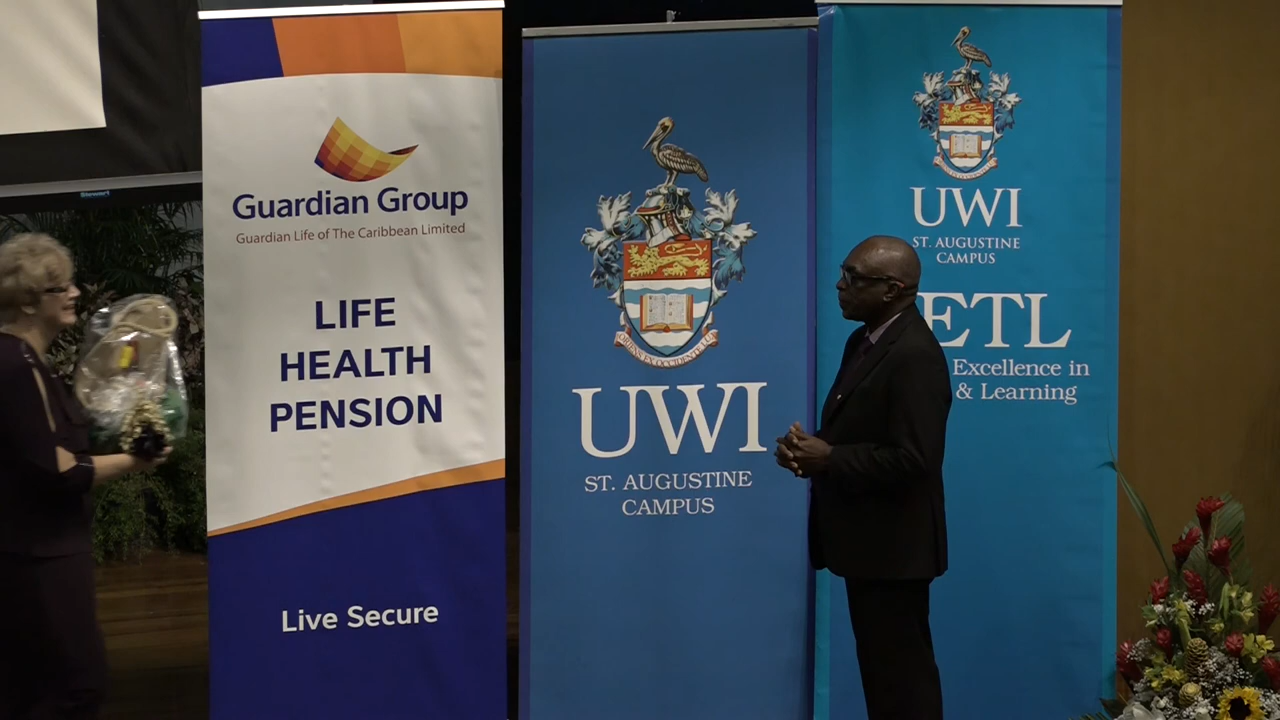 Stewart
Guardian Group
Guardian Life of The Caribbean Limited
LIFE
HEALTH
PENSION
Live Secure
UWI
ST. AUGUSTINE
CAMPUS
UWI
ST. AUGUSTINE
CAMPUS
ETL
Excellence in
& Learning